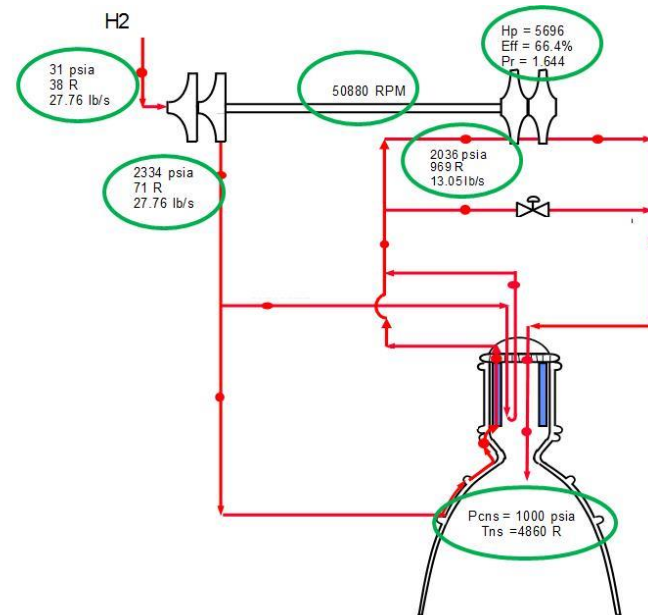 H2
31 psia
38 R
27.76 lb/s
Hp = 5696
Eff = 66.4%
Pr = 1.644
50880 RPM
2036 psia
969 R
13.05 lb/s
2334 psia
71 R
27.76 lb/s
Pcns = 1000 psia
Tns =4860 R